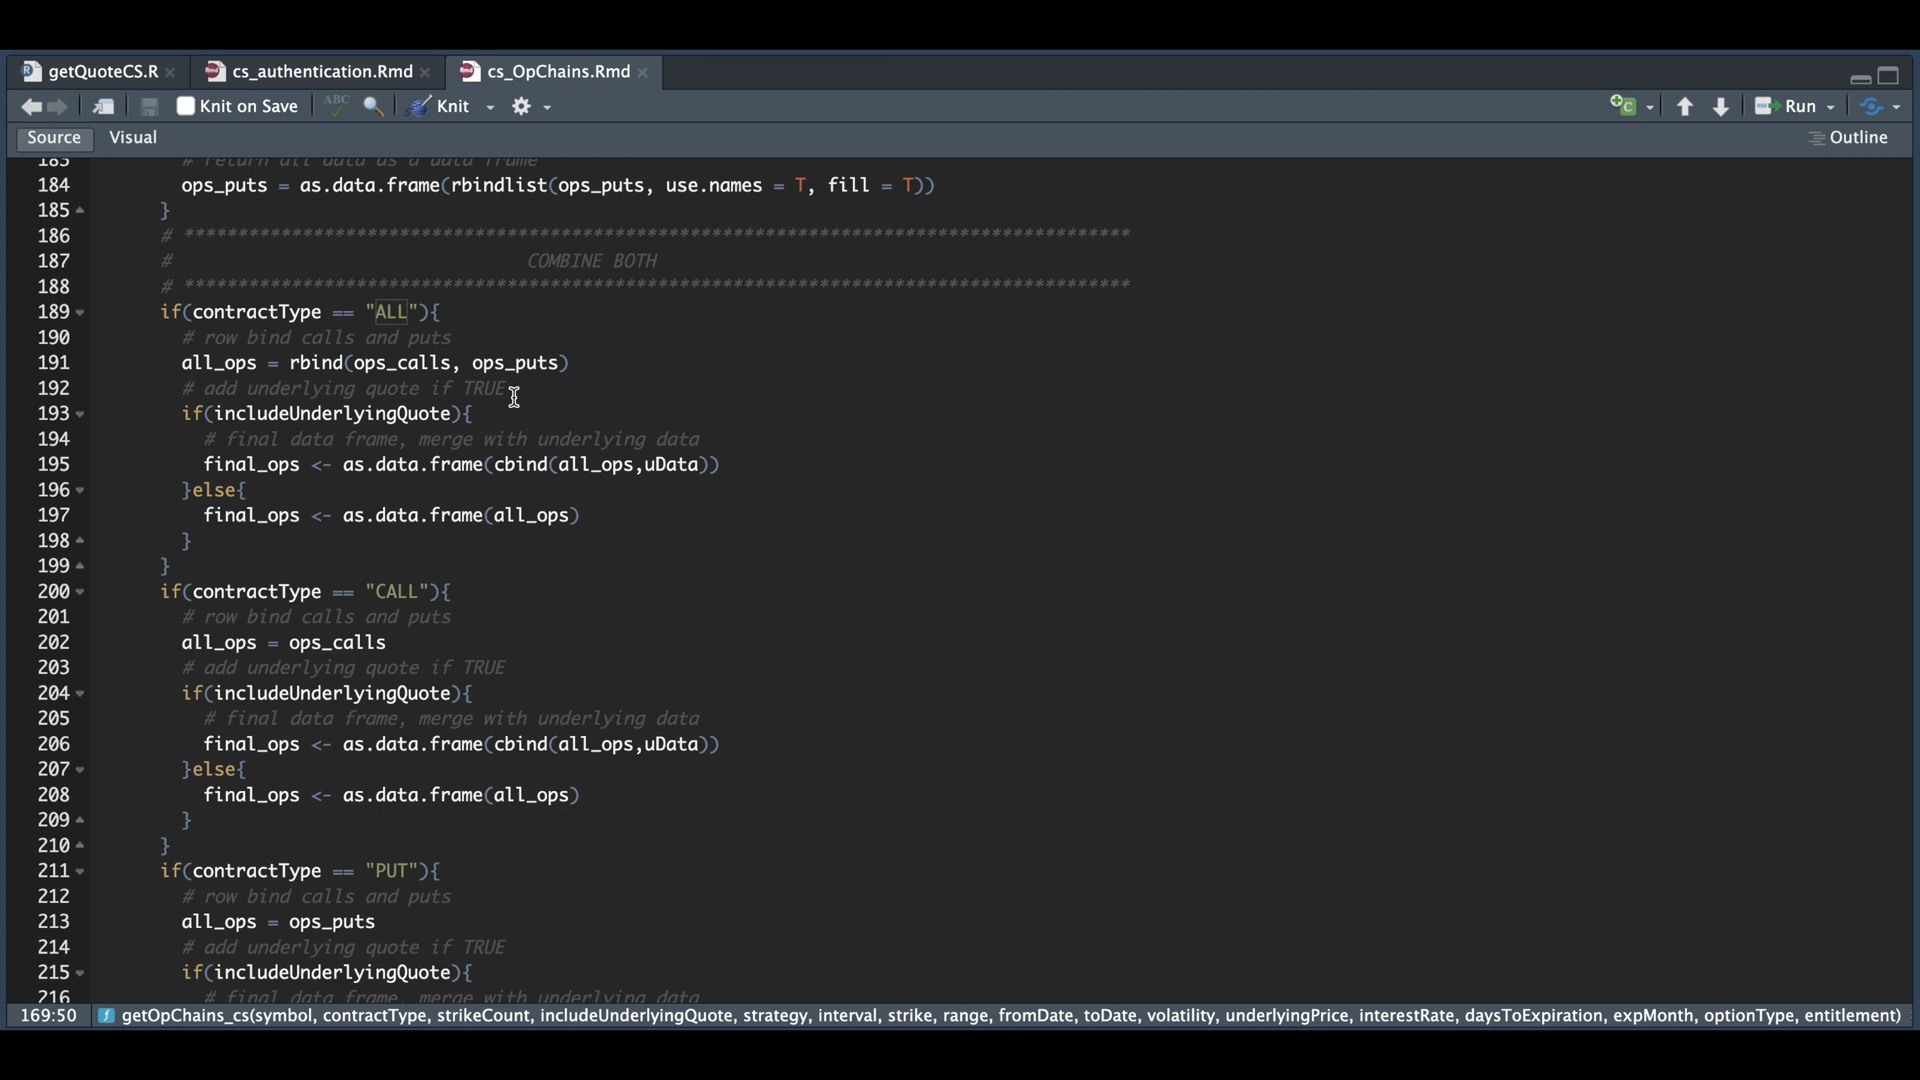 getQuoteCS.R × cs_authentication.Rmd × cs_OpChains.Rmd ×
Knit on Save ABC Knit Run
Source Visual Outline
183 # return all data as a data frame
184 ops_puts = as.data.frame(rbindlist(ops_puts, use.names = T, fill = T))
185 }
186 # ****************************************************************************************
187 # COMBINE BOTH
188 # ****************************************************************************************
189 if(contractType == "ALL"){
190 # row bind calls and puts
191 all_ops = rbind(ops_calls, ops_puts)
192 # add underlying quote if TRUE
193 if(includeUnderlyingQuote){
194 # final data frame, merge with underlying data
195 final_ops <- as.data.frame(cbind(all_ops,uData))
196 }else{
197 final_ops <- as.data.frame(all_ops)
198 }
199 }
200 if(contractType == "CALL"){
201 # row bind calls and puts
202 all_ops = ops_calls
203 # add underlying quote if TRUE
204 if(includeUnderlyingQuote){
205 # final data frame, merge with underlying data
206 final_ops <- as.data.frame(cbind(all_ops,uData))
207 }else{
208 final_ops <- as.data.frame(all_ops)
209 }
210 }
211 if(contractType == "PUT"){
212 # row bind calls and puts
213 all_ops = ops_puts
214 # add underlying quote if TRUE
215 if(includeUnderlyingQuote){
216 # final data frame, merge with underlying data
169:50 f getOpChains_cs(symbol, contractType, strikeCount, includeUnderlyingQuote, strategy, interval, strike, range, fromDate, toDate, volatility, underlyingPrice, interestRate, daysToExpiration, expMonth, optionType, entitlement)